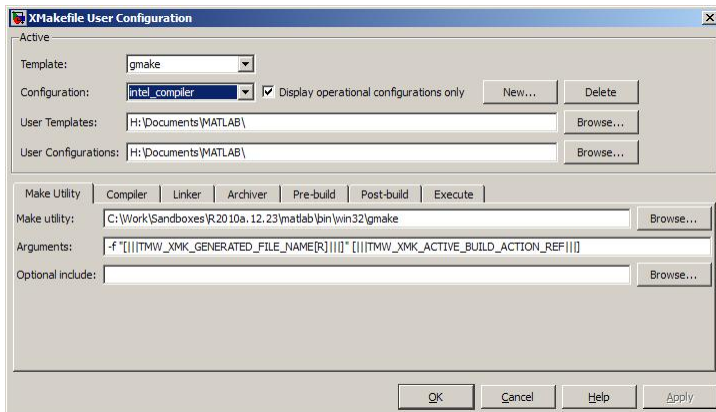 XMakefile User Configuration
Active
Template: gmake
Configuration: intel_compiler Display operational configurations only New... Delete
User Templates: H:\Documents\MATLAB\ Browse...
User Configurations: H:\Documents\MATLAB\ Browse...
Make Utility Compiler Linker Archiver Pre-build Post-build Execute
Make utility: C:\Work\Sandboxes\R2010a.12.23\matlab\bin\win32\gmake Browse...
Arguments: -f "[|||TMW_XMK_GENERATED_FILE_NAME[R]|||]" [|||TMW_XMK_ACTIVE_BUILD_ACTION_REF|||]
Optional include: Browse...
OK Cancel Help Apply